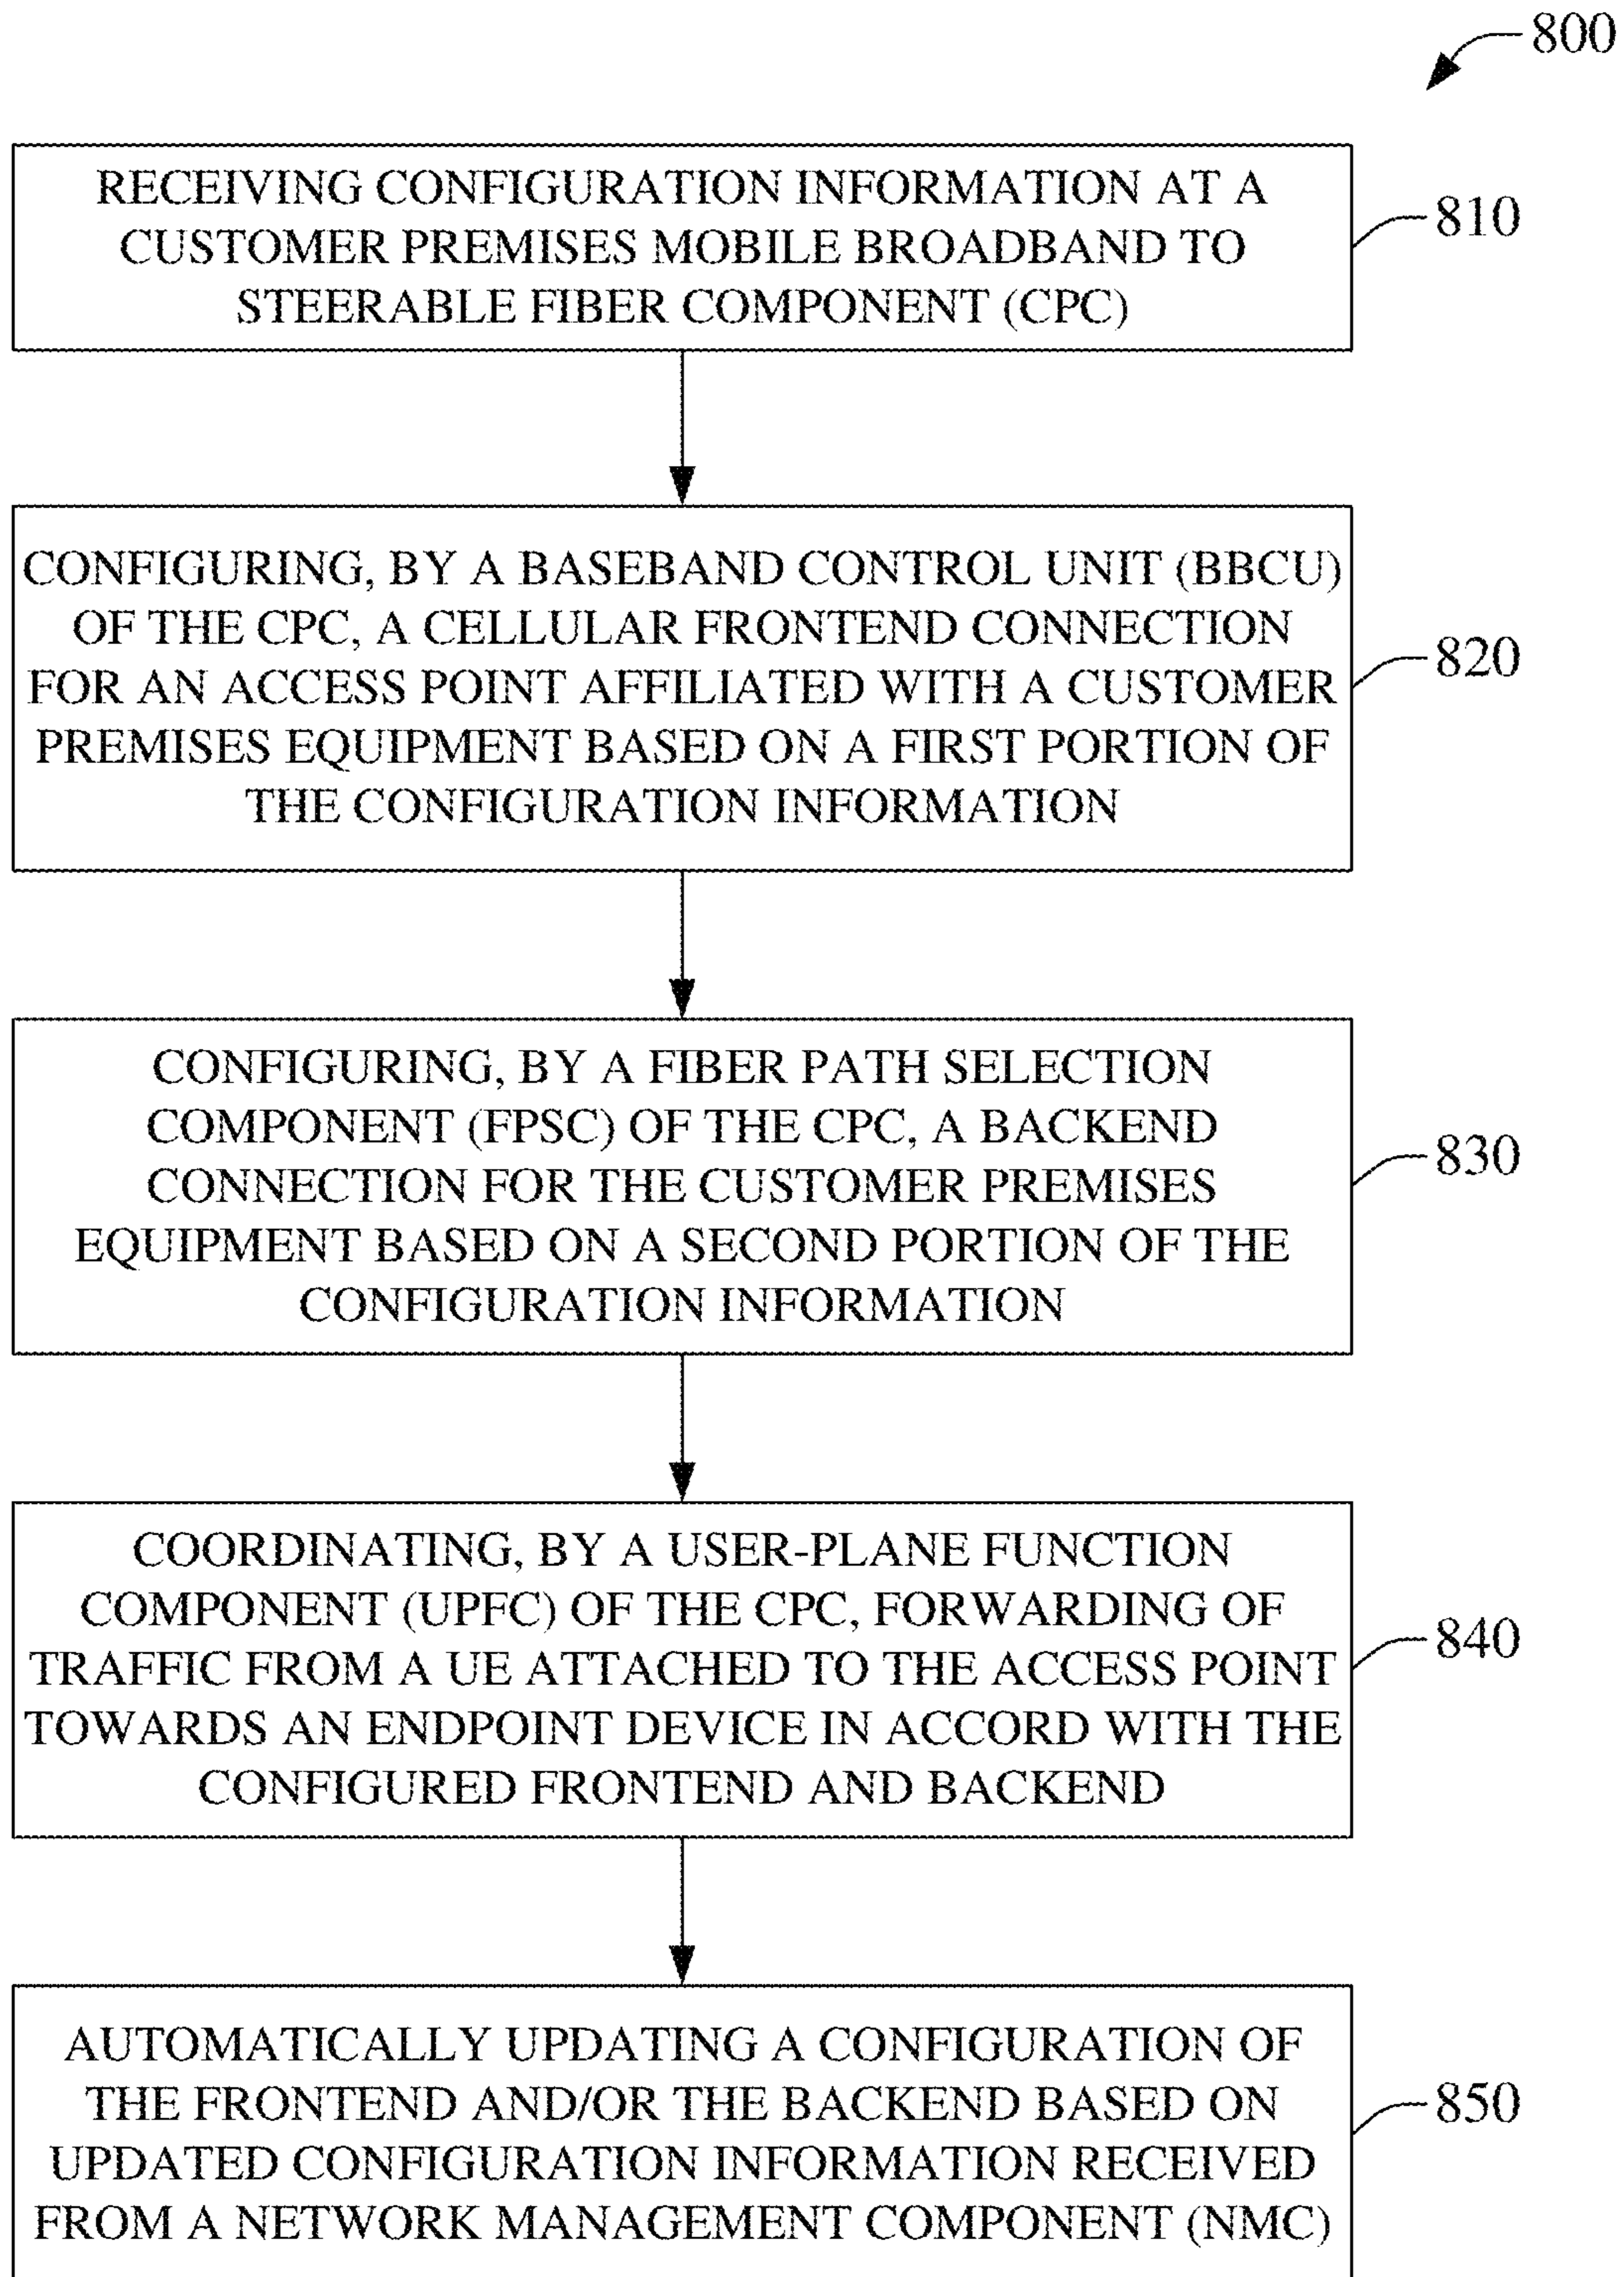 800
RECEIVING CONFIGURATION INFORMATION AT A
CUSTOMER PREMISES MOBILE BROADBAND TO
STEERABLE FIBER COMPONENT (CPC)
810
CONFIGURING, BY A BASEBAND CONTROL UNIT (BBCU)
OF THE CPC, A CELLULAR FRONTEND CONNECTION
FOR AN ACCESS POINT AFFILIATED WITH A CUSTOMER
PREMISES EQUIPMENT BASED ON A FIRST PORTION OF
THE CONFIGURATION INFORMATION
820
CONFIGURING, BY A FIBER PATH SELECTION
COMPONENT (FPSC) OF THE CPC, A BACKEND
CONNECTION FOR THE CUSTOMER PREMISES
EQUIPMENT BASED ON A SECOND PORTION OF THE
CONFIGURATION INFORMATION
830
COORDINATING, BY A USER-PLANE FUNCTION
COMPONENT (UPFC) OF THE CPC, FORWARDING OF
TRAFFIC FROM A UE ATTACHED TO THE ACCESS POINT
TOWARDS AN ENDPOINT DEVICE IN ACCORD WITH THE
CONFIGURED FRONTEND AND BACKEND
840
AUTOMATICALLY UPDATING A CONFIGURATION OF
THE FRONTEND AND/OR THE BACKEND BASED ON
UPDATED CONFIGURATION INFORMATION RECEIVED
FROM A NETWORK MANAGEMENT COMPONENT (NMC)
850